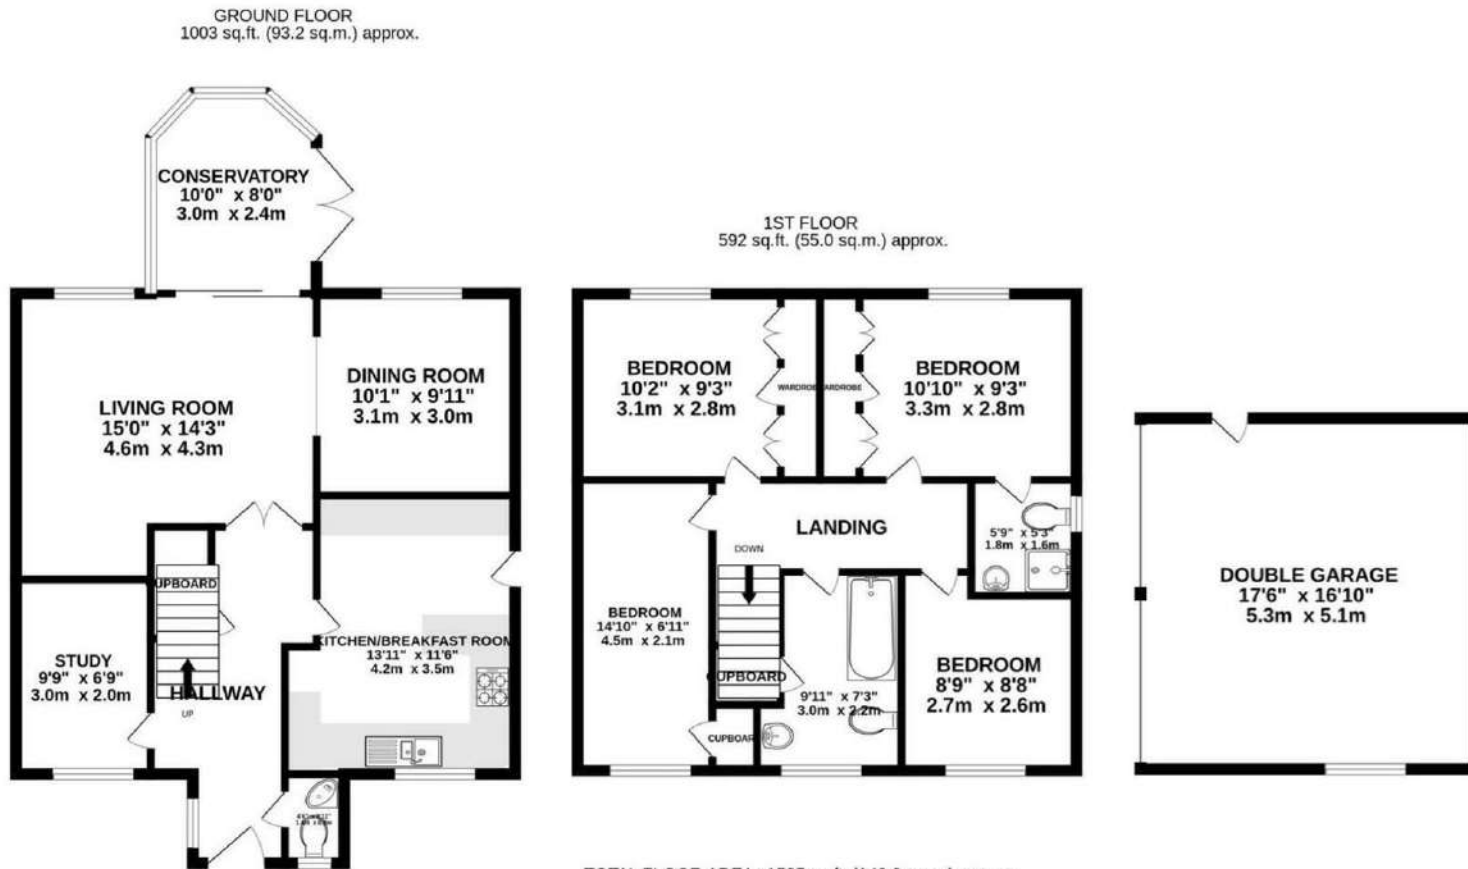 GROUND FLOOR
1003 sq.ft. (93.2 sq.m.) approx.
CONSERVATORY
10'0" x 8'0"
3.0m x 2.4m
LIVING ROOM
15'0" x 14'3"
4.6m x 4.3m
DINING ROOM
10'1" x 9'11"
3.1m x 3.0m
UPBOARD
KITCHEN/BREAKFAST ROOM
13'11" x 11'6"
4.2m x 3.5m
STUDY
9'9" x 6'9"
3.0m x 2.0m
HALLWAY
UP
1ST FLOOR
592 sq.ft. (55.0 sq.m.) approx.
BEDROOM
10'2" x 9'3"
3.1m x 2.8m
WARDROBE
ARDROBE
BEDROOM
10'10" x 9'3"
3.3m x 2.8m
LANDING
DOWN
5'9" x 5'3"
1.8m x 1.6m
BEDROOM
14'10" x 6'11"
4.5m x 2.1m
CUPBOARD
9'11" x 7'3"
3.0m x 2.2m
BEDROOM
8'9" x 8'8"
2.7m x 2.6m
CUPBOAR
DOUBLE GARAGE
17'6" x 16'10"
5.3m x 5.1m